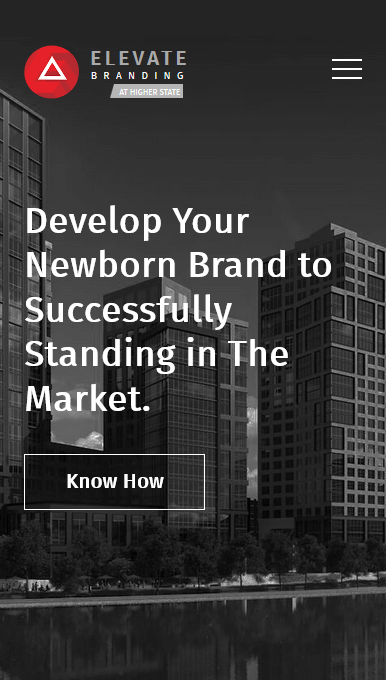 ELEVATE
BRANDING
AT HIGHER STATE
Develop Your
Newborn Brand to
Successfully
Standing in The
Market.
Know How